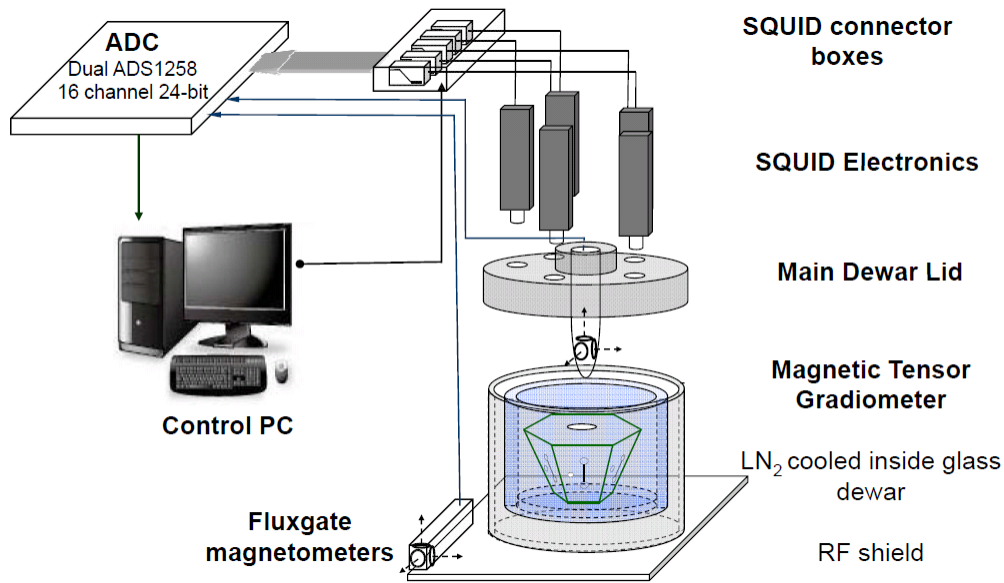 ADC
Dual ADS1258
16 channel 24-bit
SQUID connector
boxes
SQUID Electronics
Main Dewar Lid
Magnetic Tensor
Gradiometer
Control PC
LN₂ cooled inside glass
dewar
Fluxgate
magnetometers
RF shield